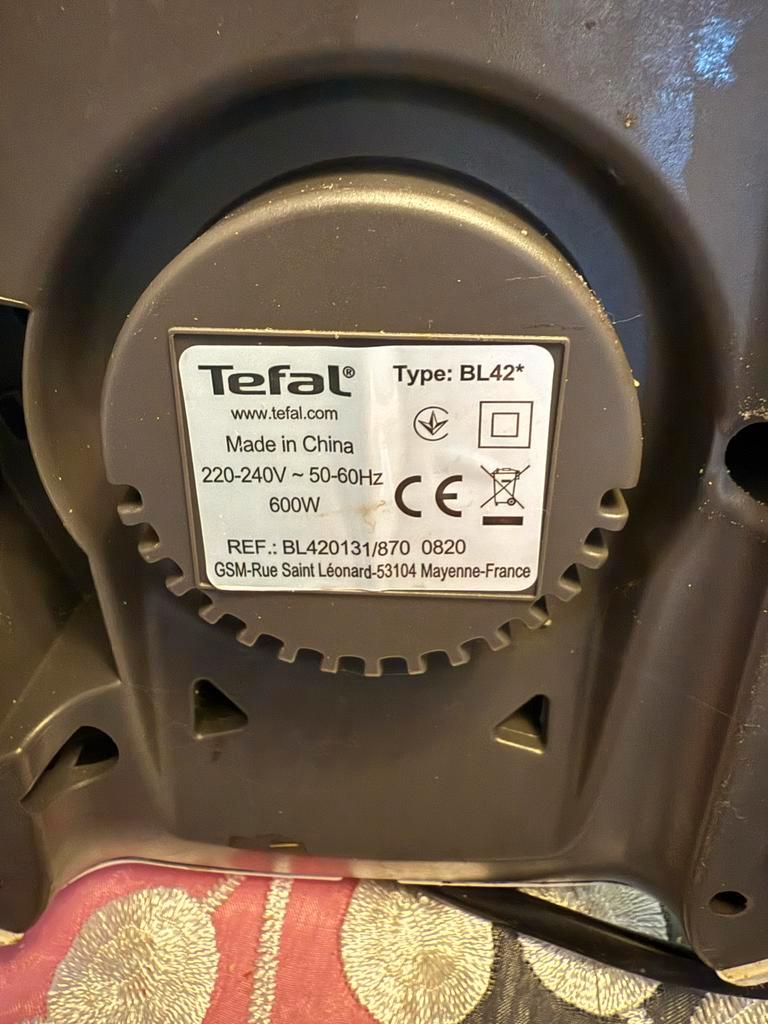 Tefal®
Type: BL42*
www.tefal.com
Made in China
220-240V ~ 50-60Hz
600W
CE
REF.: BL420131/870 0820
GSM-Rue Saint Léonard-53104 Mayenne-France